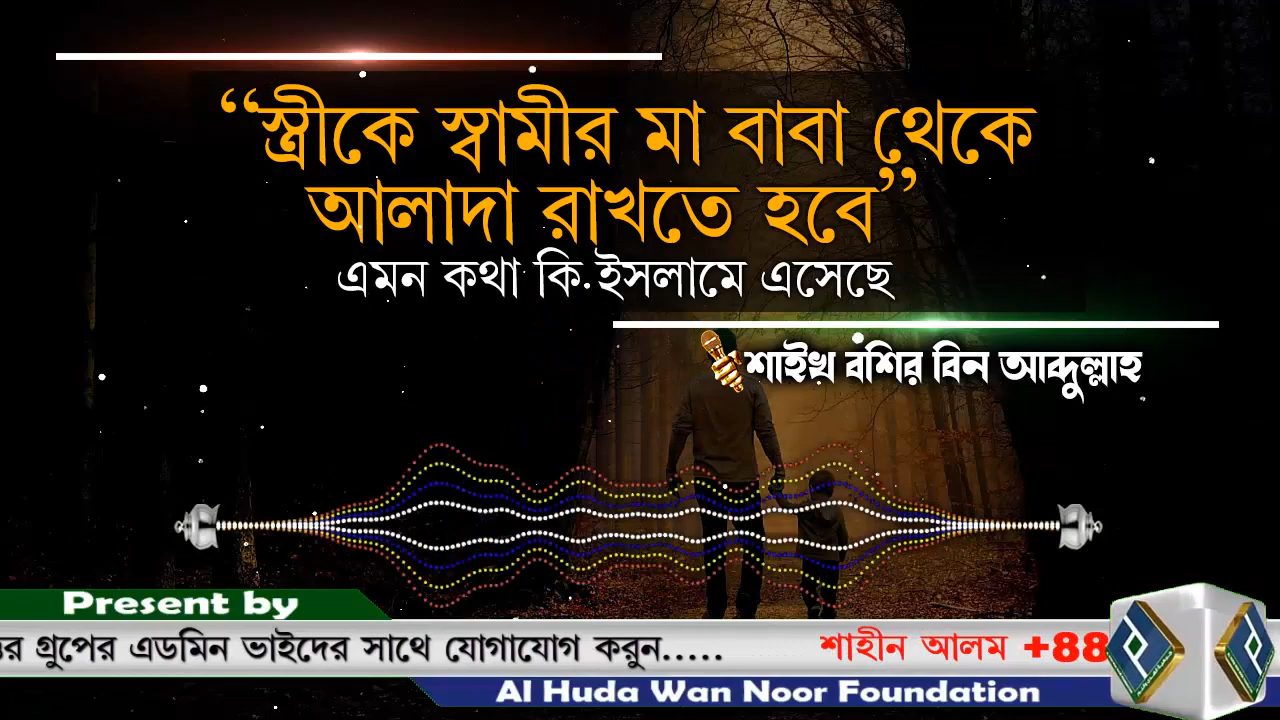 “স্ত্রীকে স্বামীর মা বাবা থেকে
আলাদা রাখতে হবে”
এমন কথা কি ইসলামে এসেছে
শাইখ বশির বিন আব্দুল্লাহ
Present by
গ্রুপের এডমিন ভাইদের সাথে যোগাযোগ করুন..... শাহীন আলম +88
Al Huda Wan Noor Foundation